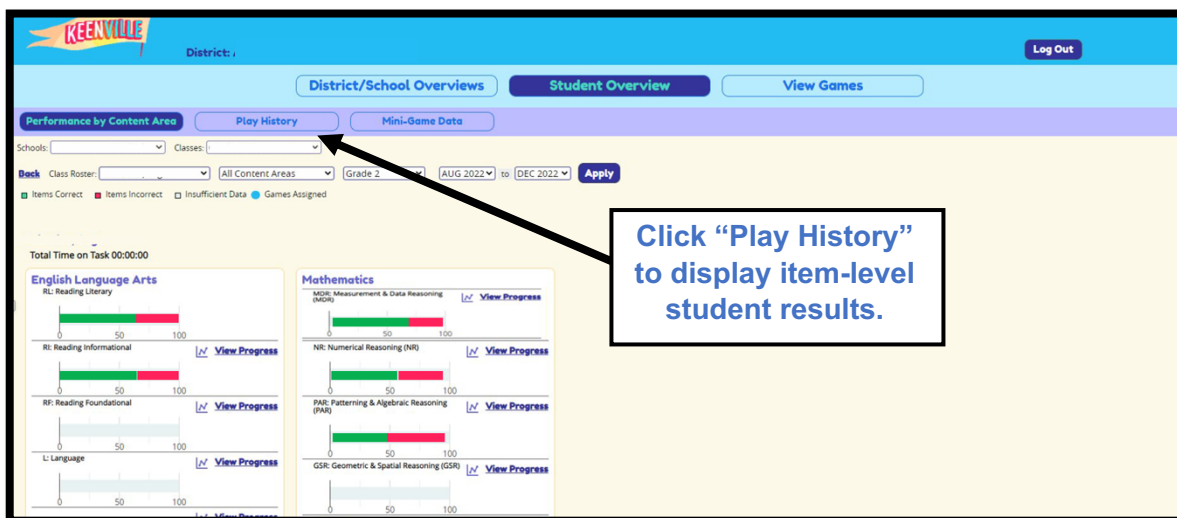 KEENVILLE
District:
Log Out
District/School Overviews Student Overview View Games
Performance by Content Area Play History Mini-Game Data
Schools: Classes:
Back Class Roster: All Content Areas Grade 2 AUG 2022 to DEC 2022 Apply
Items Correct Items Incorrect Insufficient Data Games Assigned
Click “Play History”
to display item-level
student results.
Total Time on Task 00:00:00
English Language Arts
RL: Reading Literary
0 50 100
RI: Reading Informational View Progress
0 50 100
RF: Reading Foundational View Progress
0 50 100
L: Language View Progress
0 50 100
View Progress
Mathematics
MDR: Measurement & Data Reasoning View Progress
(MDR)
0 50 100
NR: Numerical Reasoning (NR) View Progress
0 50 100
PAR: Patterning & Algebraic Reasoning View Progress
(PAR)
0 50 100
GSR: Geometric & Spatial Reasoning (GSR) View Progress
0 50 100